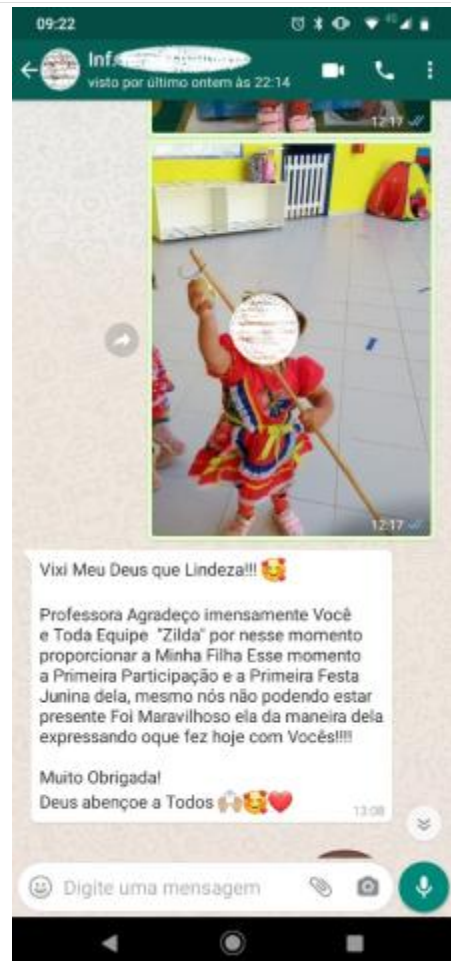 09:22
Inf.
visto por último ontem às 22:14
12:17
12:17
Vixi Meu Deus que Lindeza!!!
Professora Agradeço imensamente Você
e Toda Equipe "Zilda" por nesse momento
proporcionar a Minha Filha Esse momento
a Primeira Participação e a Primeira Festa
Junina dela, mesmo nós não podendo estar
presente Foi Maravilhoso ela da maneira dela
expressando oque fez hoje com Vocês!!!!
Muito Obrigada!
Deus abençoe a Todos
13:08
Digite uma mensagem